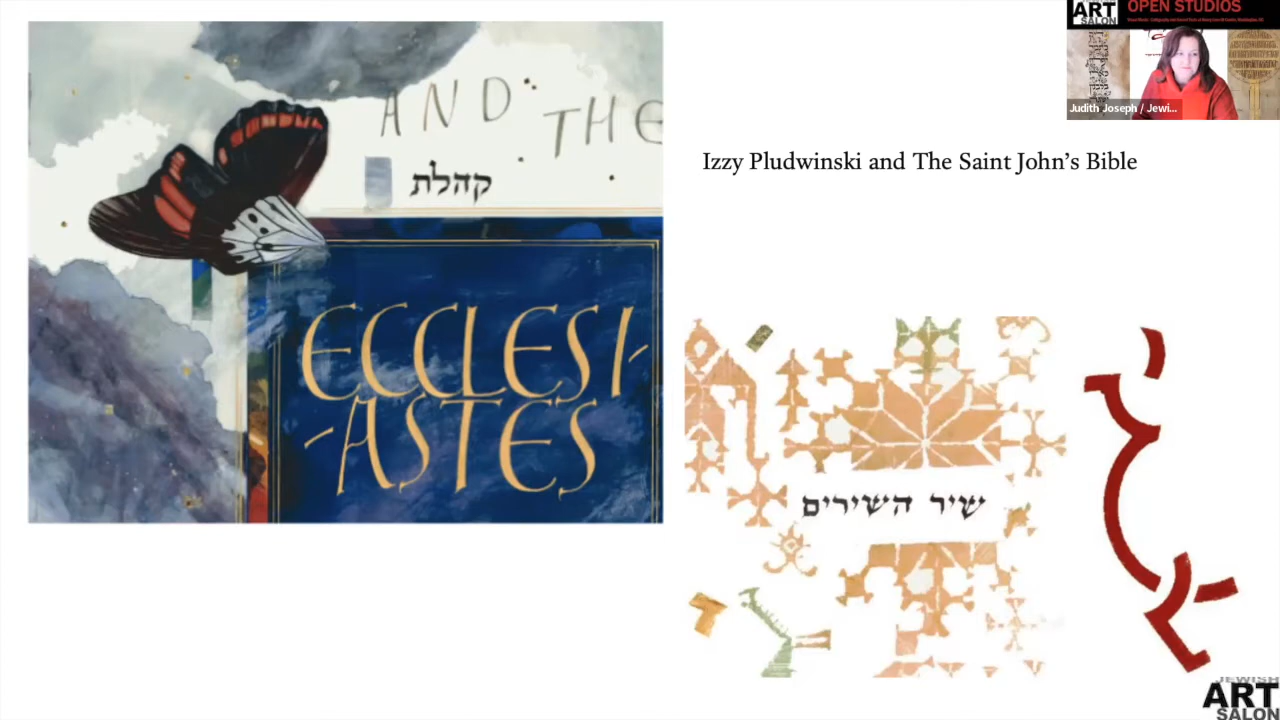 ART
SALON
OPEN STUDIOS
Judith Joseph / Jewi...
Izzy Pludwinski and The Saint John’s Bible
AND THE
קהלת
ECCLESI-
-ASTES
שיר השירים
JEWISH
ART
SALON